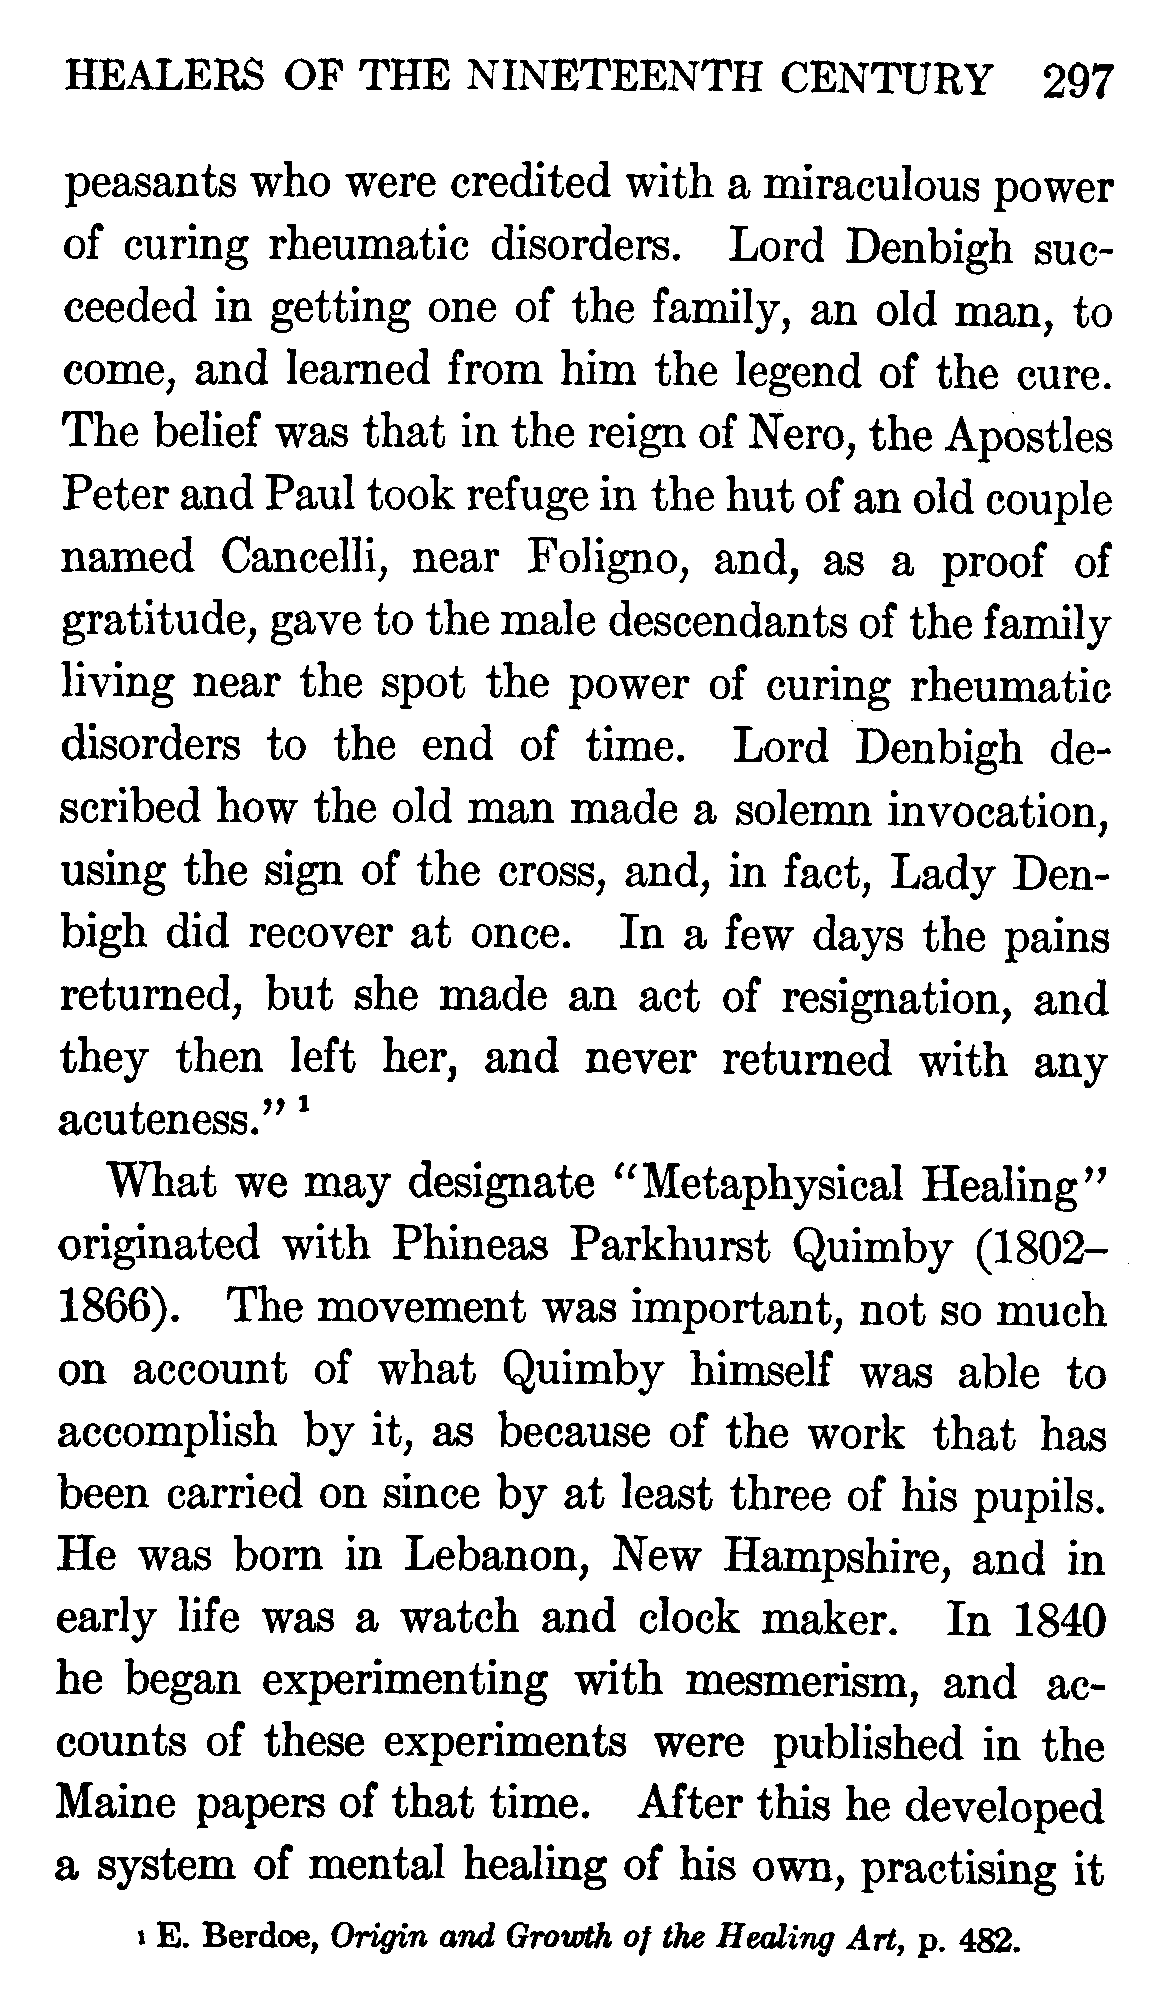 HEALERS OF THE NINETEENTH CENTURY 297
peasants who were credited with a miraculous power
of curing rheumatic disorders. Lord Denbigh suc-
ceeded in getting one of the family, an old man, to
come, and learned from him the legend of the cure.
The belief was that in the reign of Nero, the Apostles
Peter and Paul took refuge in the hut of an old couple
named Cancelli, near Foligno, and, as a proof of
gratitude, gave to the male descendants of the family
living near the spot the power of curing rheumatic
disorders to the end of time. Lord Denbigh de-
scribed how the old man made a solemn invocation,
using the sign of the cross, and, in fact, Lady Den-
bigh did recover at once. In a few days the pains
returned, but she made an act of resignation, and
they then left her, and never returned with any
acuteness.” ¹
What we may designate “Metaphysical Healing”
originated with Phineas Parkhurst Quimby (1802–
1866). The movement was important, not so much
on account of what Quimby himself was able to
accomplish by it, as because of the work that has
been carried on since by at least three of his pupils.
He was born in Lebanon, New Hampshire, and in
early life was a watch and clock maker. In 1840
he began experimenting with mesmerism, and ac-
counts of these experiments were published in the
Maine papers of that time. After this he developed
a system of mental healing of his own, practising it
¹ E. Berdoe, Origin and Growth of the Healing Art, p. 482.